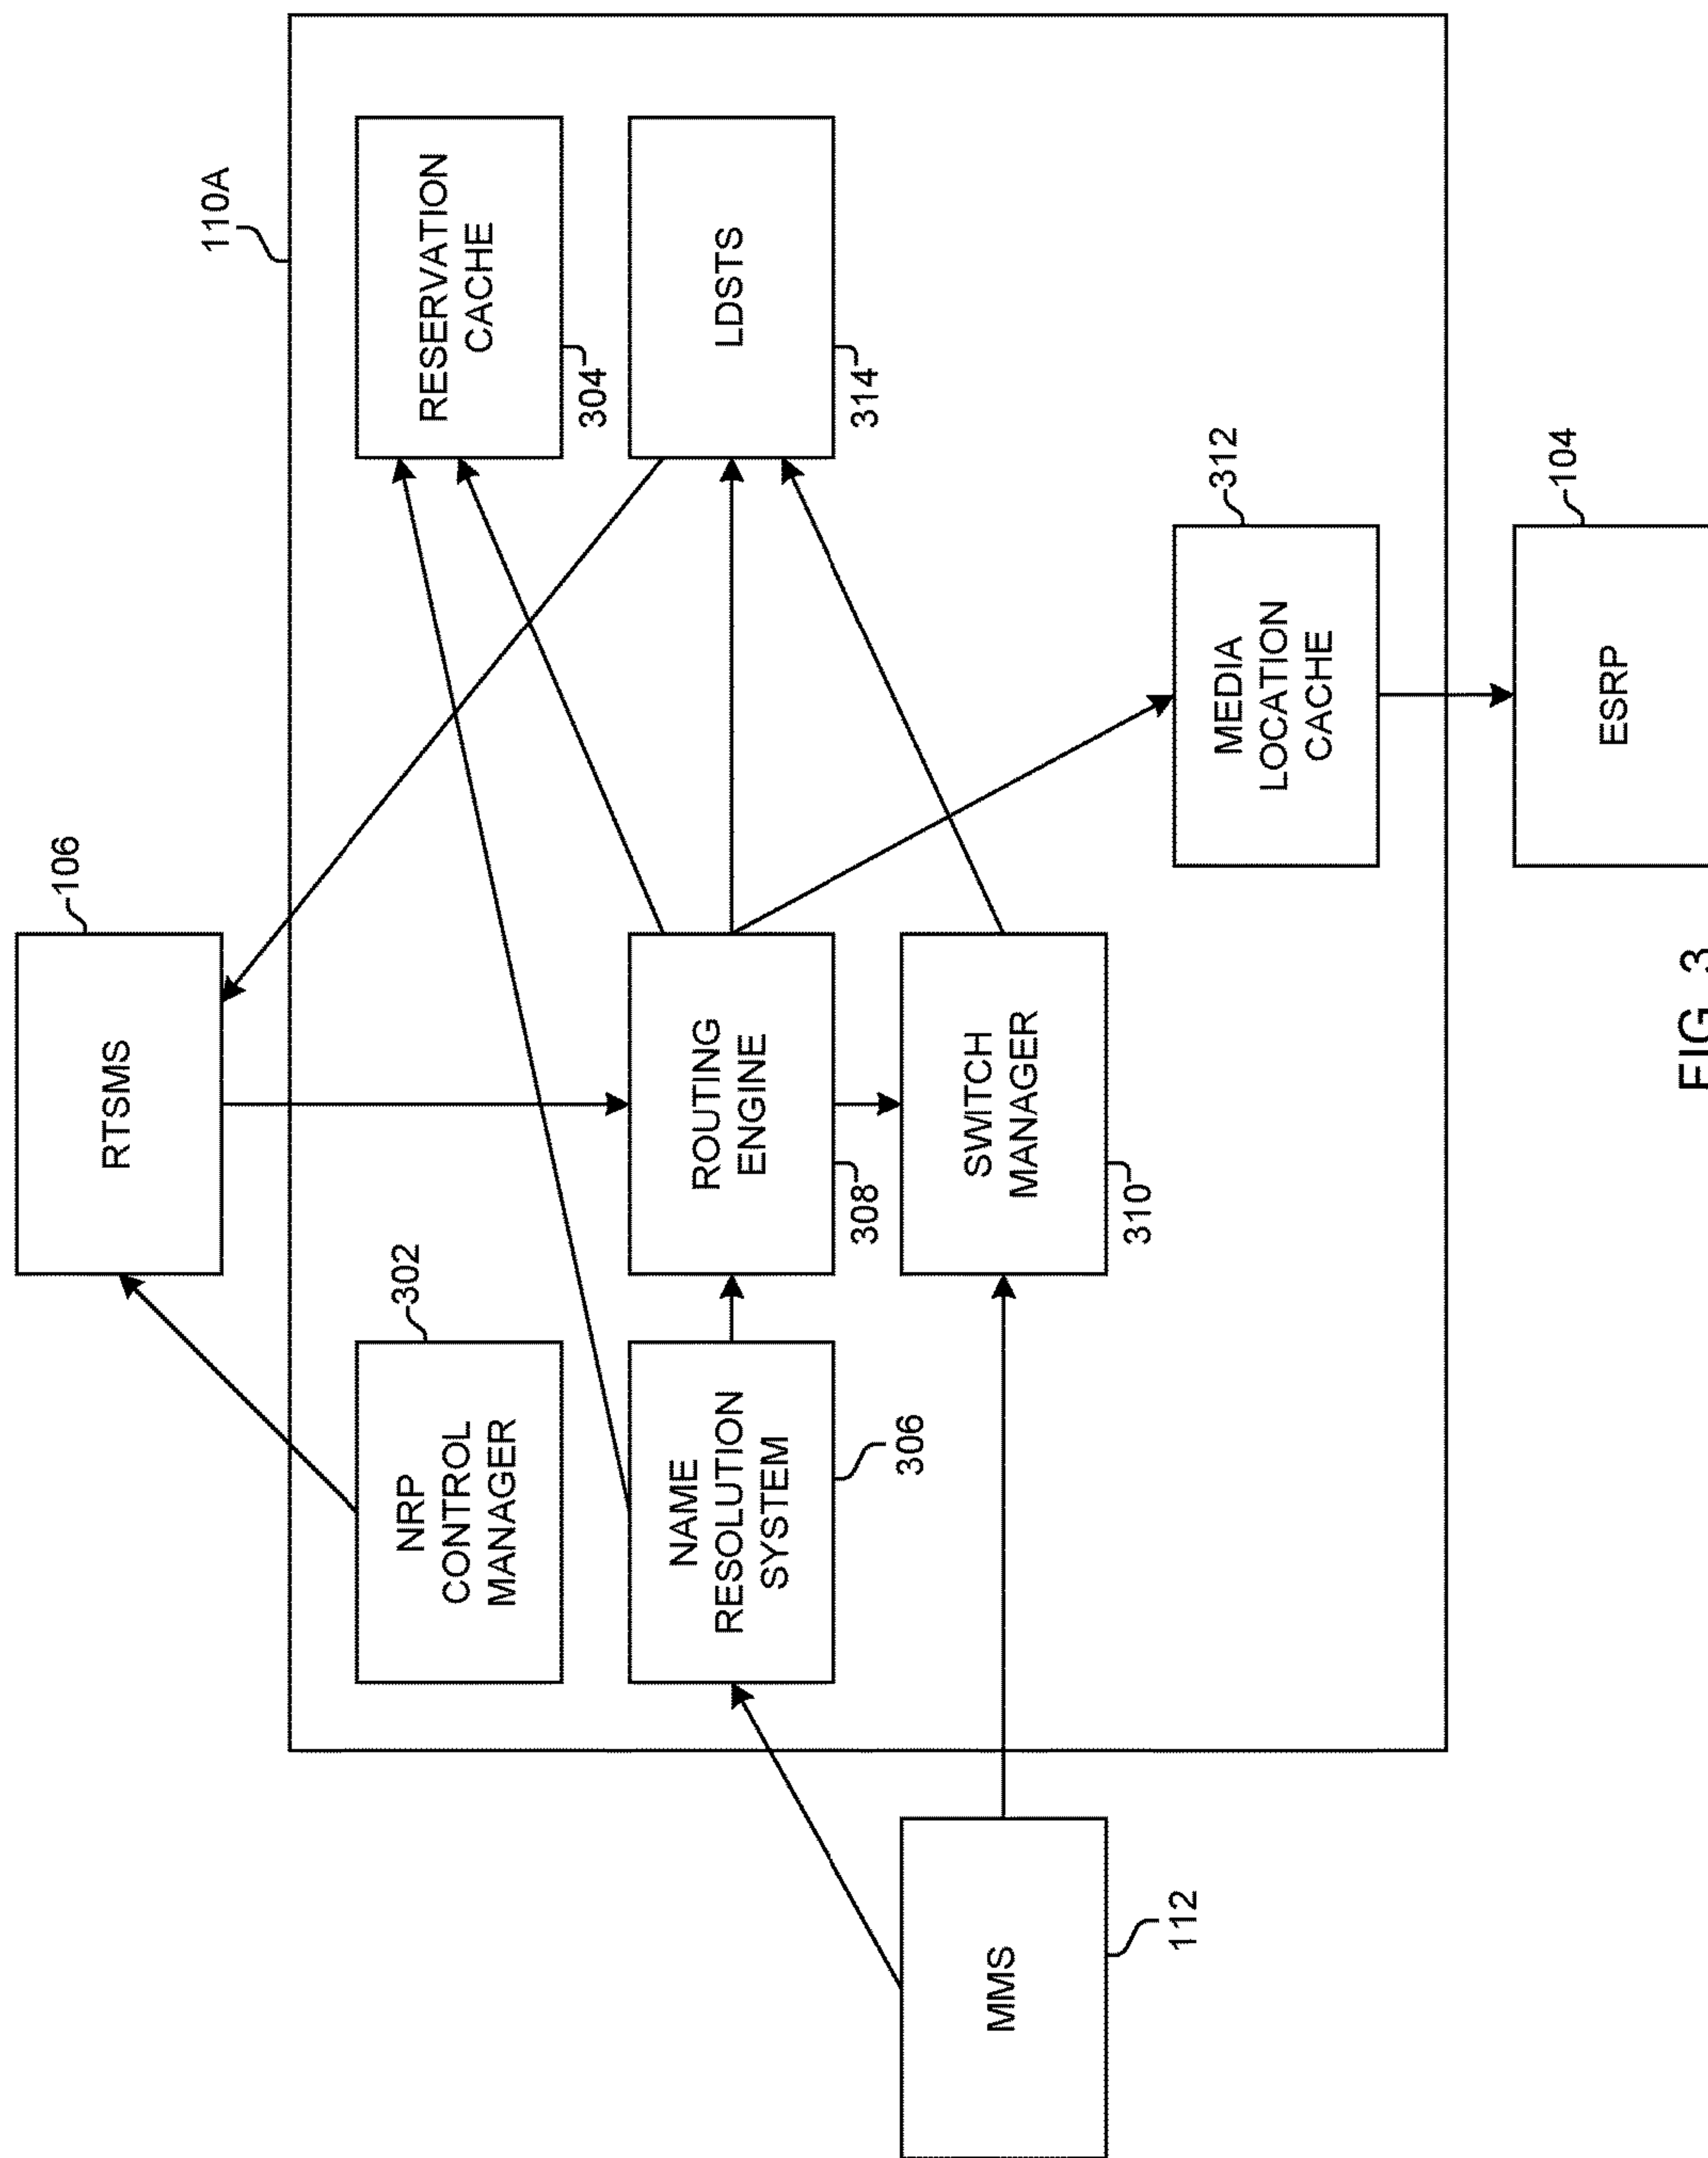 106
RTSMS
110A
302
NRP
CONTROL
MANAGER
RESERVATION
CACHE
304
NAME
RESOLUTION
SYSTEM
306
ROUTING
ENGINE
308
LDSTS
314
MMS
112
SWITCH
MANAGER
310
312
MEDIA
LOCATION
CACHE
104
ESRP
FIG. 3